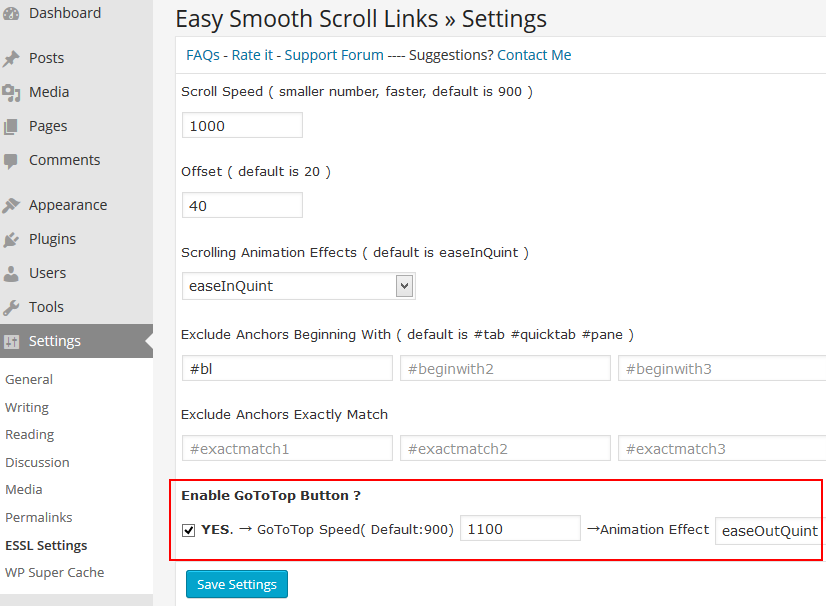 Dashboard
Posts
Media
Pages
Comments
Appearance
Plugins
Users
Tools
Settings
General
Writing
Reading
Discussion
Media
Permalinks
ESSL Settings
WP Super Cache
Easy Smooth Scroll Links » Settings
FAQs - Rate it - Support Forum ---- Suggestions? Contact Me
Scroll Speed ( smaller number, faster, default is 900 )
1000
Offset ( default is 20 )
40
Scrolling Animation Effects ( default is easeInQuint )
easeInQuint
Exclude Anchors Beginning With ( default is #tab #quicktab #pane )
#bl #beginwith2 #beginwith3
Exclude Anchors Exactly Match
#exactmatch1 #exactmatch2 #exactmatch3
Enable GoToTop Button ?
YES. → GoToTop Speed( Default:900) 1100 →Animation Effect easeOutQuint
Save Settings